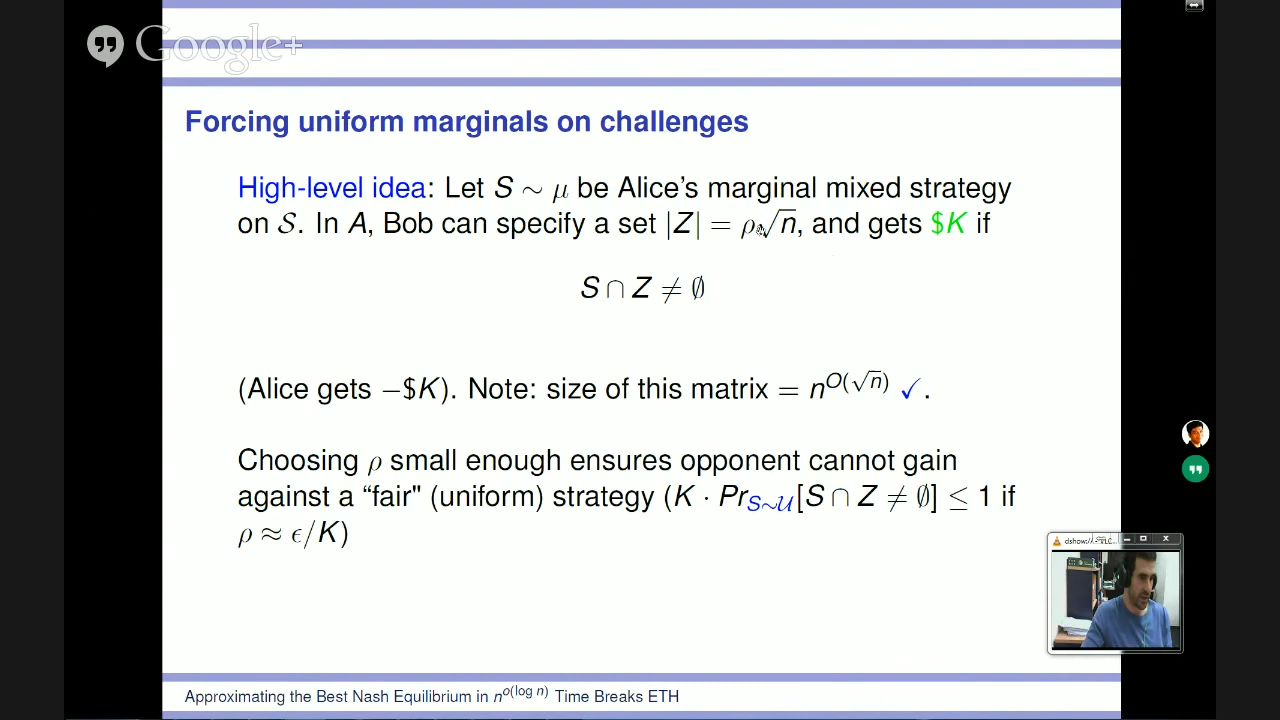 Google+
Forcing uniform marginals on challenges
High-level idea: Let S ∼ μ be Alice's marginal mixed strategy
on 𝒮. In A, Bob can specify a set |Z| = ρ√n, and gets $K if
S ∩ Z ≠ ∅
(Alice gets −$K). Note: size of this matrix = n^{O(√n)} ✓.
Choosing ρ small enough ensures opponent cannot gain
against a “fair" (uniform) strategy (K · Pr_{S∼𝒰}[S ∩ Z ≠ ∅] ≤ 1 if
ρ ≈ ϵ/K)
Approximating the Best Nash Equilibrium in n^{o(log n)} Time Breaks ETH